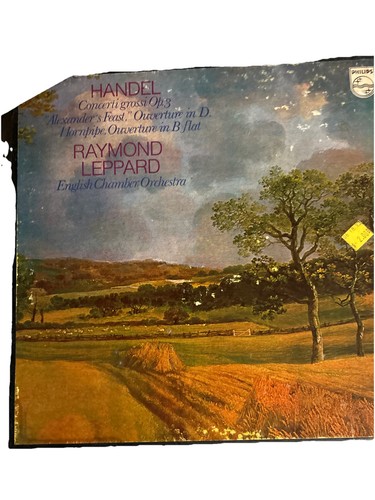 HANDEL
Concerti grossi Op.3
"Alexander's Feast," Ouverture in D.
Hornpipe, Ouverture in B flat
RAYMOND
LEPPARD
English Chamber Orchestra
PHILIPS